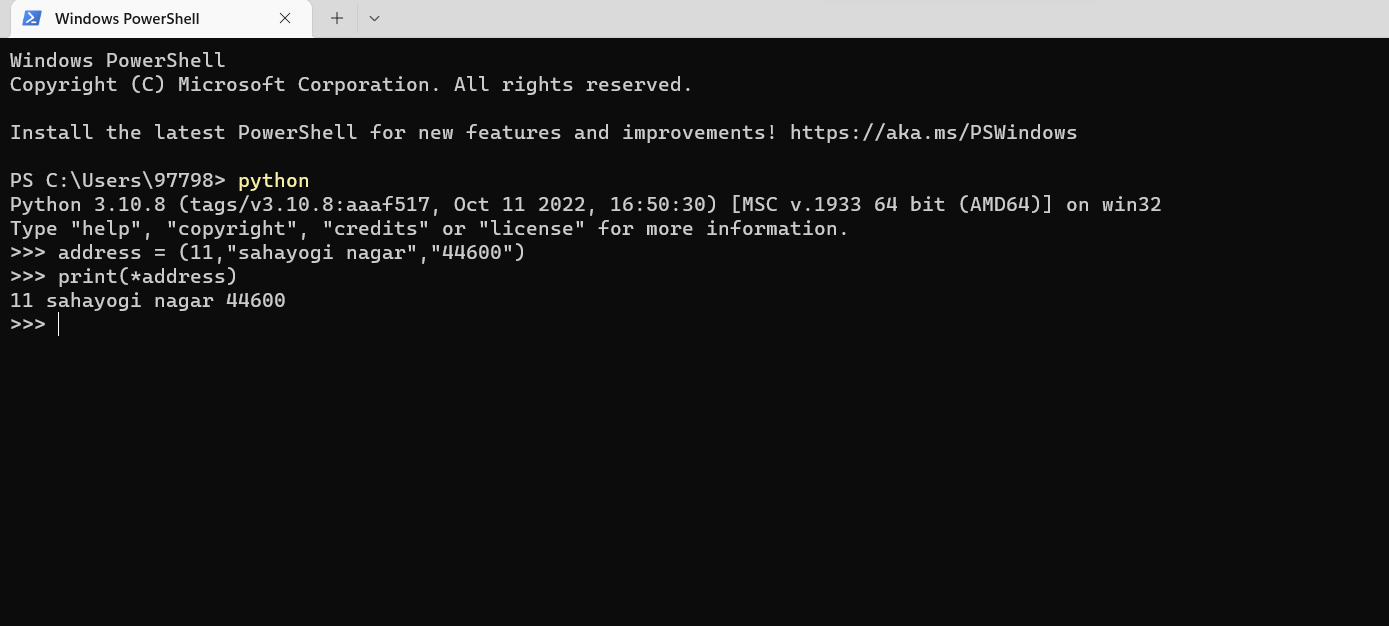 Windows PowerShell
Windows PowerShell
Copyright (C) Microsoft Corporation. All rights reserved.
Install the latest PowerShell for new features and improvements! https://aka.ms/PSWindows
PS C:\Users\97798> python
Python 3.10.8 (tags/v3.10.8:aaaf517, Oct 11 2022, 16:50:30) [MSC v.1933 64 bit (AMD64)] on win32
Type "help", "copyright", "credits" or "license" for more information.
>>> address = (11,"sahayogi nagar","44600")
>>> print(*address)
11 sahayogi nagar 44600
>>>